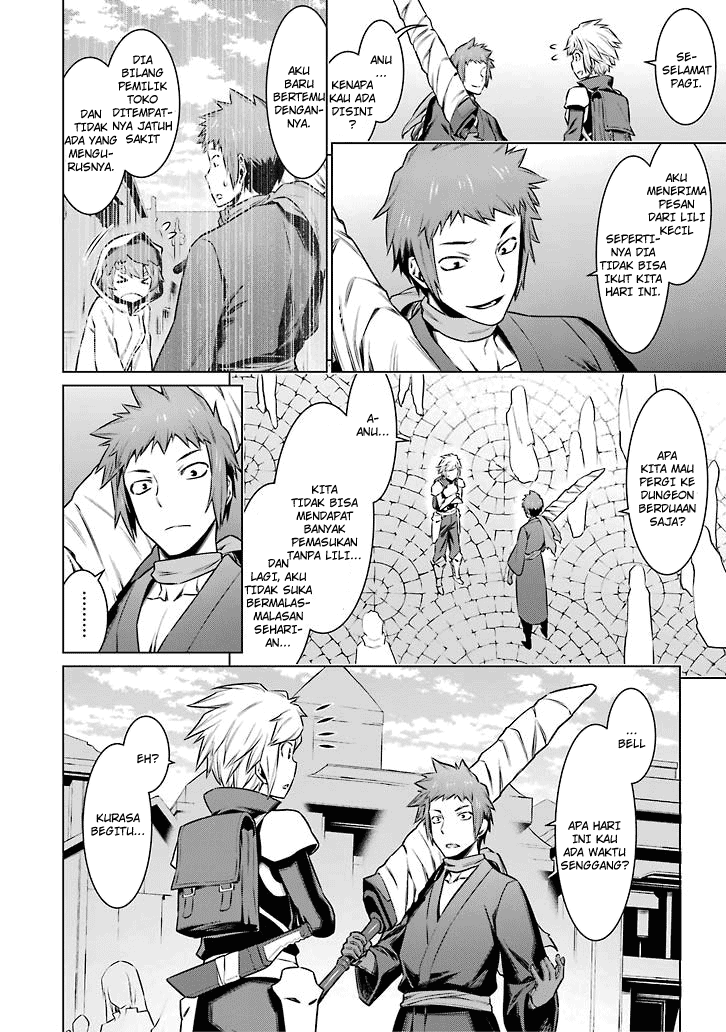 SE-
SELAMAT
PAGI.
ANU
...
KENAPA
KAU ADA
DISINI
?
AKU
MENERIMA
PESAN
DARI LILI
KECIL
SEPERTI-
NYA DIA
TIDAK BISA
IKUT KITA
HARI INI.
AKU
BARU
BERTEMU
DENGAN-
NYA.
DIA
BILANG
PEMILIK
TOKO
DITEMPAT-
NYA JATUH
SAKIT
DAN
TIDAK
ADA YANG
MENGU-
RUSNYA.
APA
KITA MAU
PERGI KE
DUNGEON
BERDUAAN
SAJA?
A-
ANU...
KITA
TIDAK BISA
MENDAPAT
BANYAK
PEMASUKAN
TANPA LILI...
DAN
LAGI, AKU
TIDAK SUKA
BERMALAS-
MALASAN
SEHARI-
AN...
.........
...
BELL
APA HARI
INI KAU
ADA WAKTU
SENGGANG?
EH?
KURASA
BEGITU...